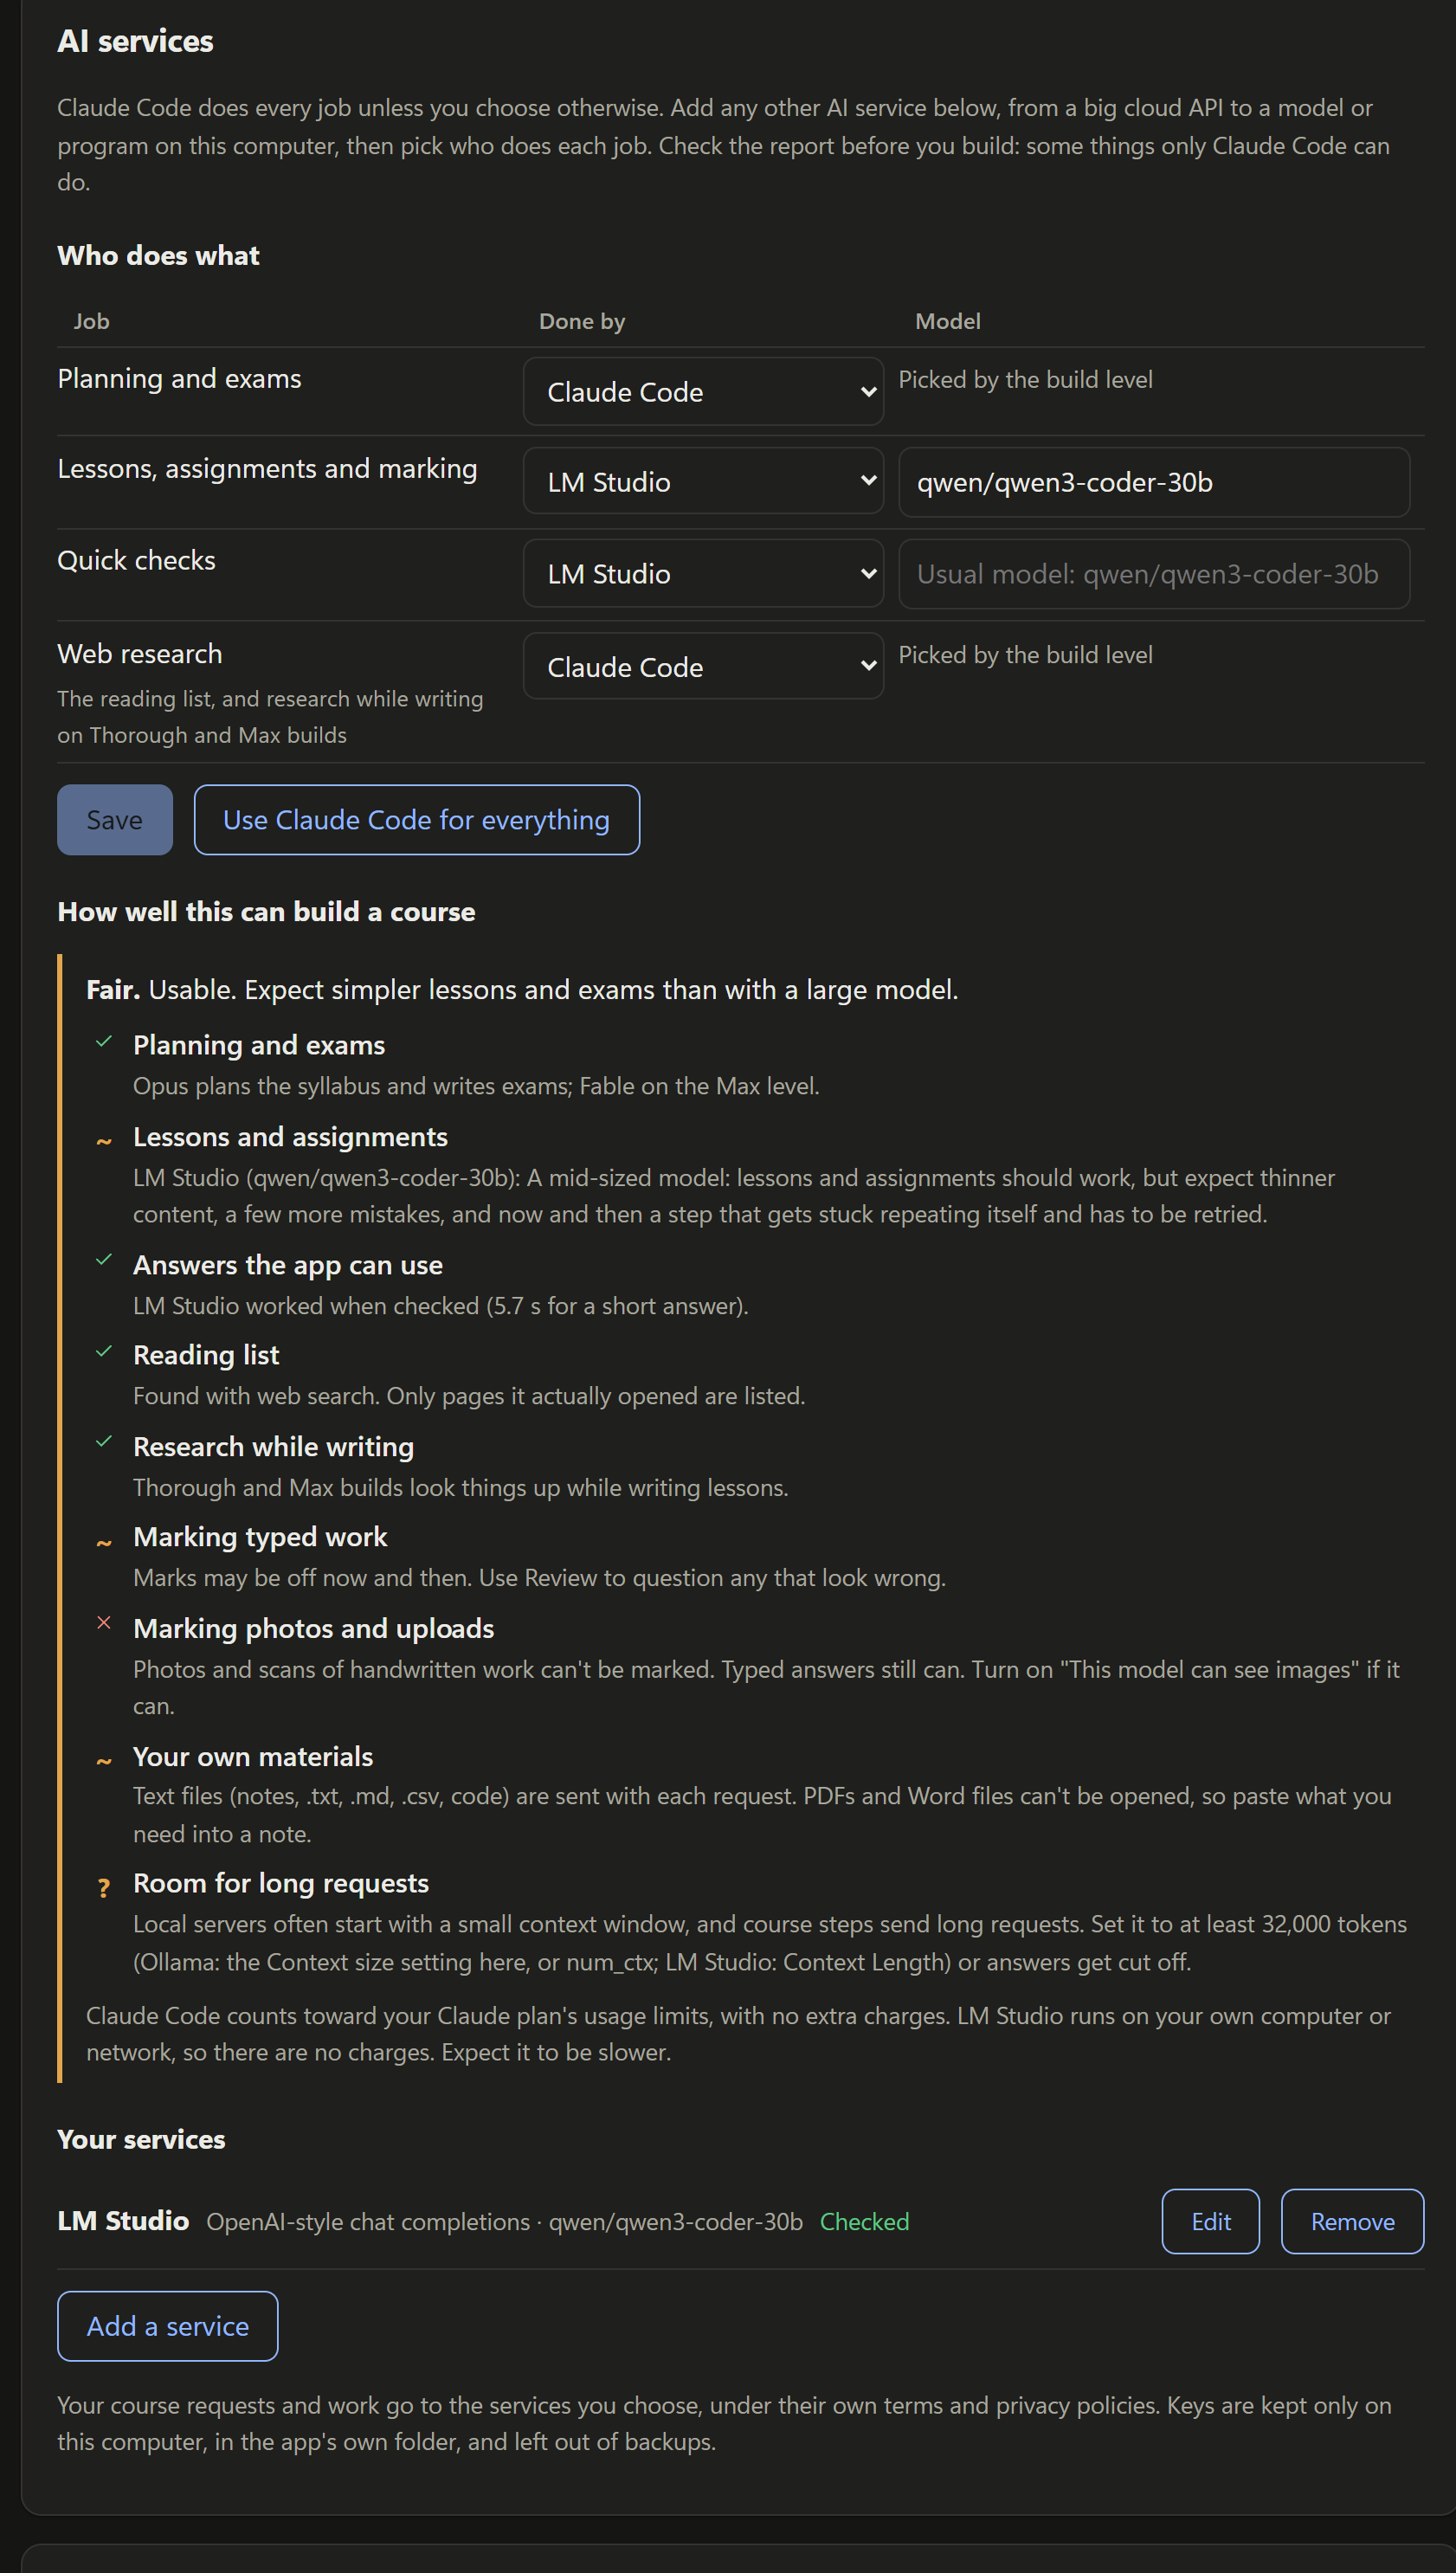 AI services
Claude Code does every job unless you choose otherwise. Add any other AI service below, from a big cloud API to a model or
program on this computer, then pick who does each job. Check the report before you build: some things only Claude Code can
do.
Who does what
Job Done by Model
Planning and exams Claude Code Picked by the build level
Lessons, assignments and marking LM Studio qwen/qwen3-coder-30b
Quick checks LM Studio Usual model: qwen/qwen3-coder-30b
Web research Claude Code Picked by the build level
The reading list, and research while writing
on Thorough and Max builds
Save Use Claude Code for everything
How well this can build a course
Fair. Usable. Expect simpler lessons and exams than with a large model.
✓ Planning and exams
Opus plans the syllabus and writes exams; Fable on the Max level.
~ Lessons and assignments
LM Studio (qwen/qwen3-coder-30b): A mid-sized model: lessons and assignments should work, but expect thinner
content, a few more mistakes, and now and then a step that gets stuck repeating itself and has to be retried.
✓ Answers the app can use
LM Studio worked when checked (5.7 s for a short answer).
✓ Reading list
Found with web search. Only pages it actually opened are listed.
✓ Research while writing
Thorough and Max builds look things up while writing lessons.
~ Marking typed work
Marks may be off now and then. Use Review to question any that look wrong.
✕ Marking photos and uploads
Photos and scans of handwritten work can't be marked. Typed answers still can. Turn on "This model can see images" if it
can.
~ Your own materials
Text files (notes, .txt, .md, .csv, code) are sent with each request. PDFs and Word files can't be opened, so paste what you
need into a note.
? Room for long requests
Local servers often start with a small context window, and course steps send long requests. Set it to at least 32,000 tokens
(Ollama: the Context size setting here, or num_ctx; LM Studio: Context Length) or answers get cut off.
Claude Code counts toward your Claude plan's usage limits, with no extra charges. LM Studio runs on your own computer or
network, so there are no charges. Expect it to be slower.
Your services
LM Studio OpenAI-style chat completions · qwen/qwen3-coder-30b Checked Edit Remove
Add a service
Your course requests and work go to the services you choose, under their own terms and privacy policies. Keys are kept only on
this computer, in the app's own folder, and left out of backups.